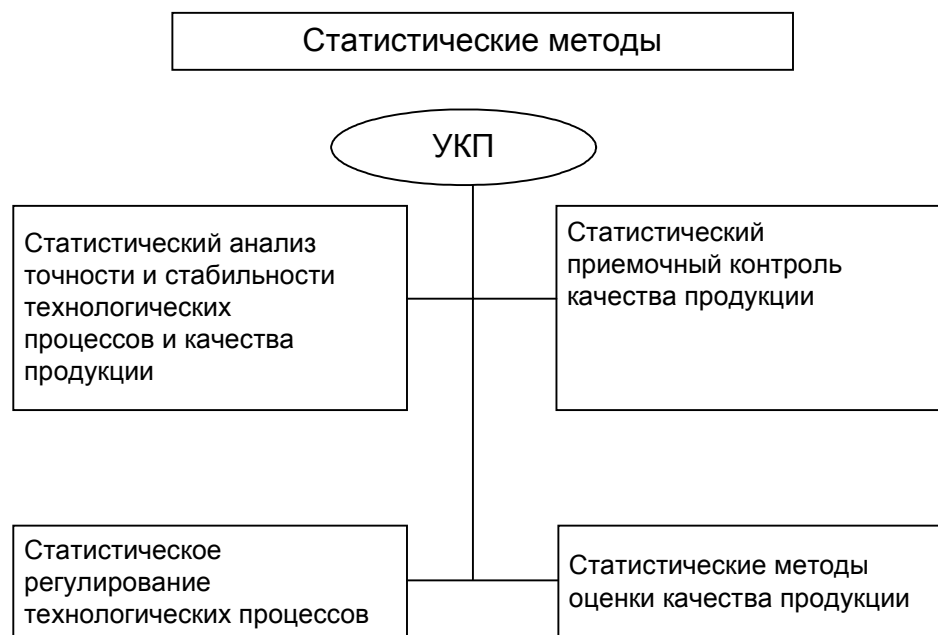 Статистические методы
УКП
Статистический анализ
точности и стабильности
технологических
процессов и качества
продукции
Статистический
приемочный контроль
качества продукции
Статистическое
регулирование
технологических процессов
Статистические методы
оценки качества продукции